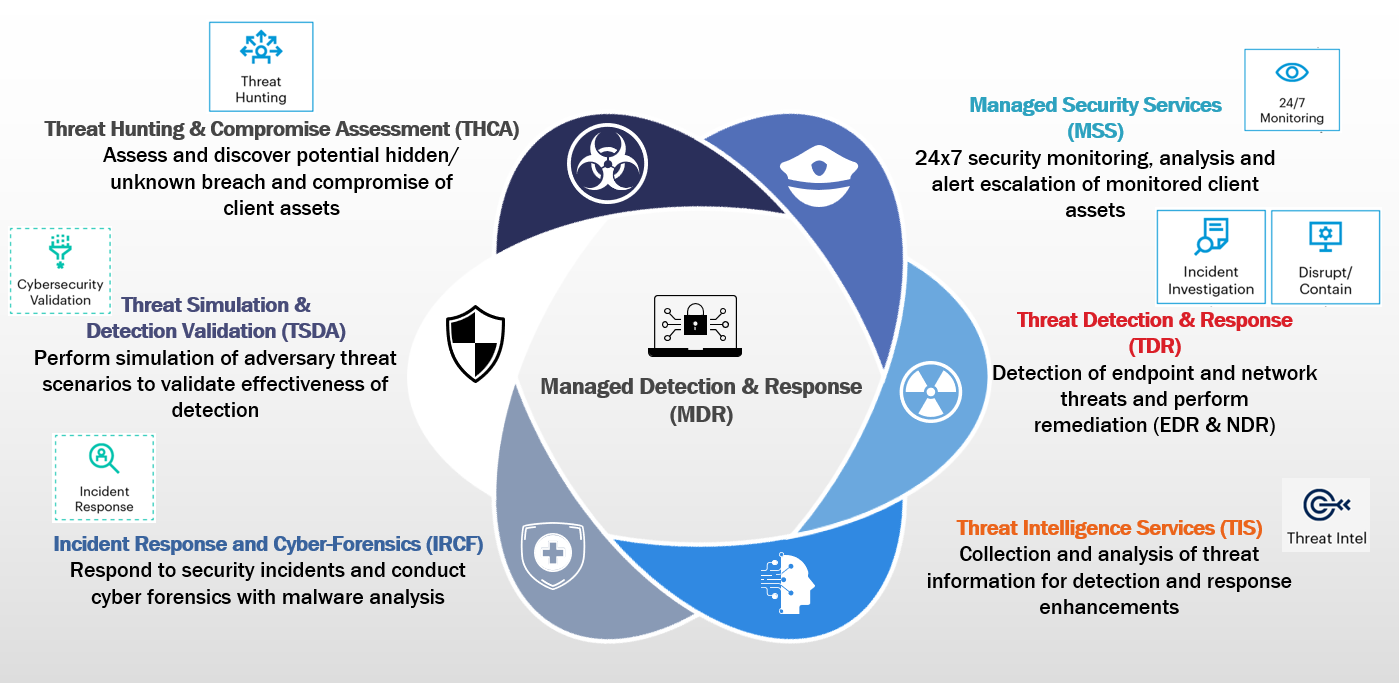 Threat
Hunting
Threat Hunting & Compromise Assessment (THCA)
Assess and discover potential hidden/
unknown breach and compromise of
client assets
Cybersecurity
Validation
Threat Simulation &
Detection Validation (TSDA)
Perform simulation of adversary threat
scenarios to validate effectiveness of
detection
Incident
Response
Incident Response and Cyber-Forensics (IRCF)
Respond to security incidents and conduct
cyber forensics with malware analysis
Managed Detection & Response
(MDR)
24/7
Monitoring
Managed Security Services
(MSS)
24x7 security monitoring, analysis and
alert escalation of monitored client
assets
Incident
Investigation
Disrupt/
Contain
Threat Detection & Response
(TDR)
Detection of endpoint and network
threats and perform
remediation (EDR & NDR)
Threat Intel
Threat Intelligence Services (TIS)
Collection and analysis of threat
information for detection and response
enhancements